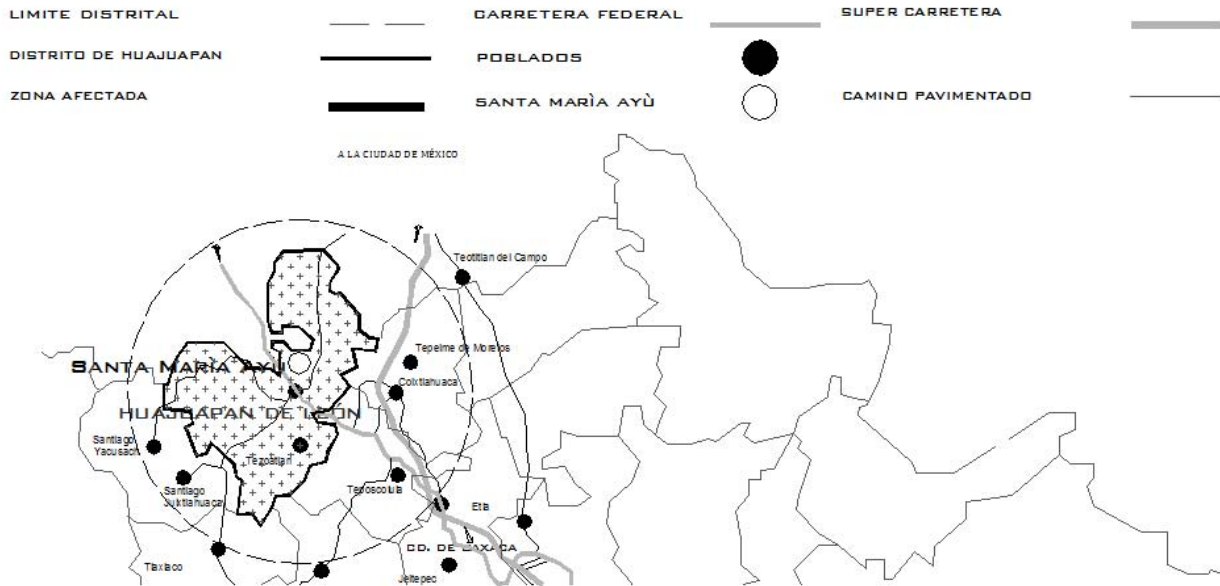 LIMITE DISTRITAL
CARRETERA FEDERAL
SUPER CARRETERA
DISTRITO DE HUAJUAPAN
POBLADOS
ZONA AFECTADA
SANTA MARÌA AYÙ
CAMINO PAVIMENTADO
A LA CIUDAD DE MÉXICO
Teotitlan del Campo
Tepelme de Morelos
SANTA MARÌA AYÙ
Coixtlahuaca
HUAJUAPAN DE LEÓN
Santiago
Yacusach
Tezoatlan
Santiago
Juixtlahuaca
Teposcolula
Etla
CD. DE OAXACA
Tlaxiaco
Jeltepec